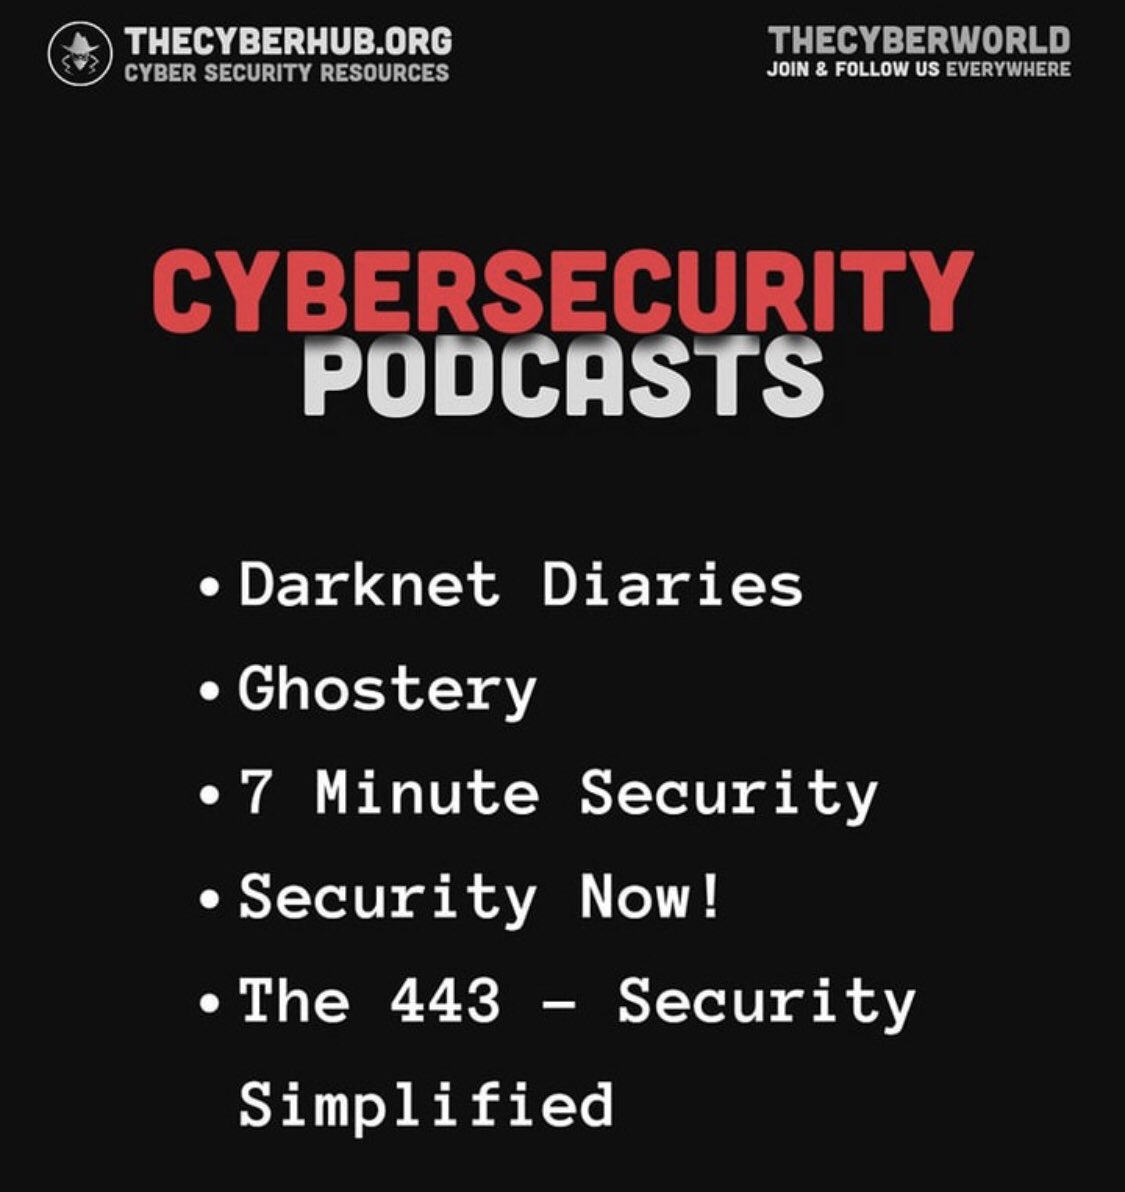 THECYBERHUB.ORG
CYBER SECURITY RESOURCES
THECYBERWORLD
JOIN & FOLLOW US EVERYWHERE
CYBERSECURITY
PODCASTS
• Darknet Diaries
• Ghostery
• 7 Minute Security
• Security Now!
• The 443 – Security
Simplified